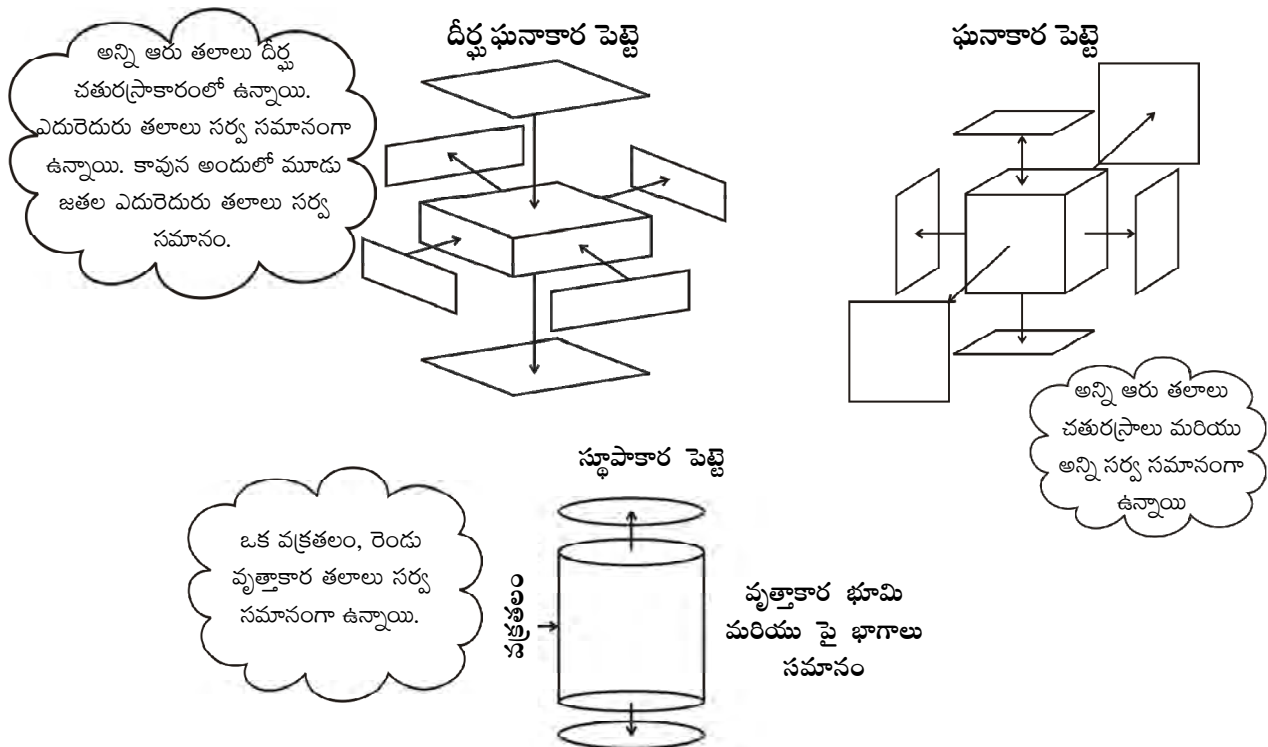 దీర్ఘ ఘనాకార పెట్టె
అన్ని ఆరు తలాలు దీర్ఘ
చతురస్రాకారంలో ఉన్నాయి.
ఎదురెదురు తలాలు సర్వ సమానంగా
ఉన్నాయి. కావున అందులో మూడు
జతల ఎదురెదురు తలాలు సర్వ
సమానం.
ఘనాకార పెట్టె
అన్ని ఆరు తలాలు
చతురస్రాలు మరియు
అన్ని సర్వ సమానంగా
ఉన్నాయి
స్థూపాకార పెట్టె
ఒక వక్రతలం, రెండు
వృత్తాకార తలాలు సర్వ
సమానంగా ఉన్నాయి.
వక్రతలం
వృత్తాకార భూమి
మరియు పై భాగాలు
సమానం